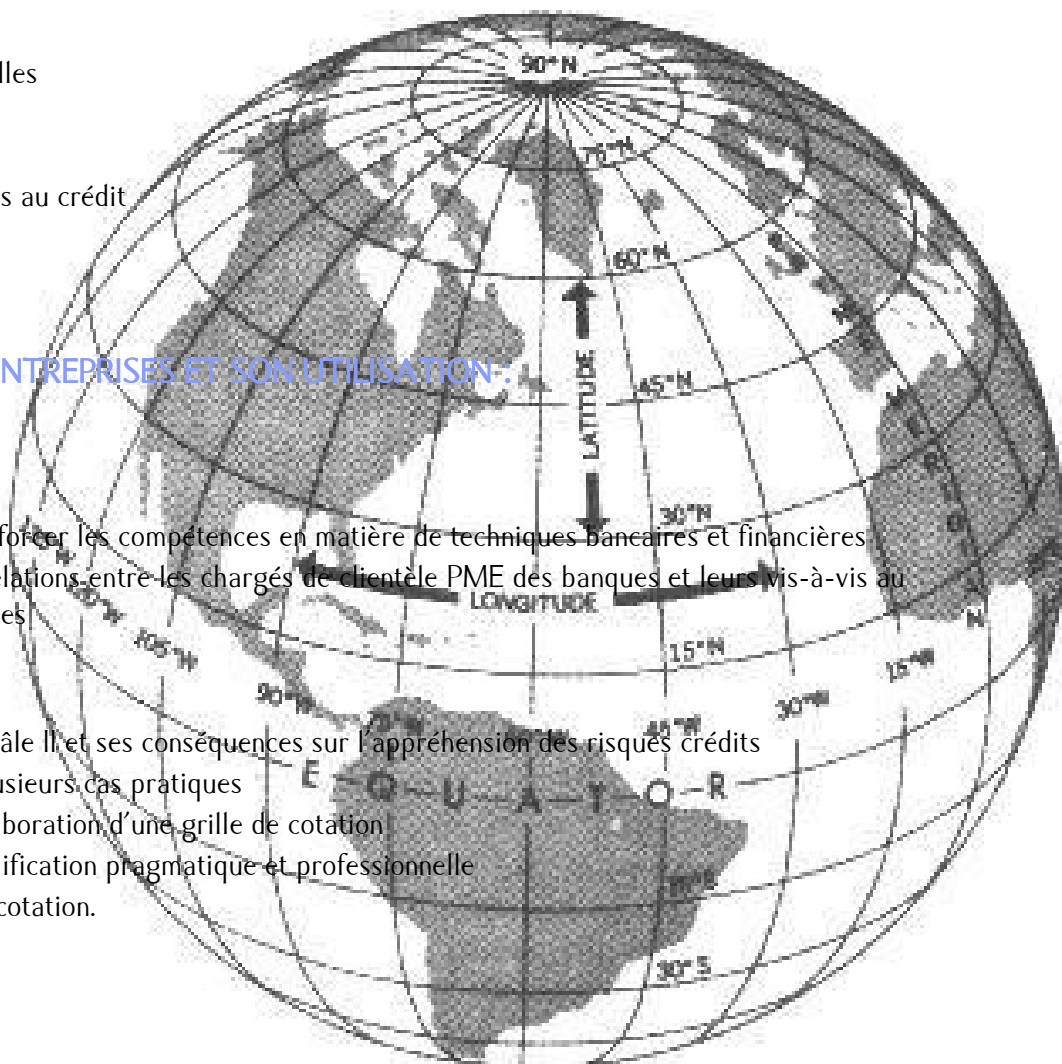 lles
90°N
75°N
s au crédit
60°N
NTREPRISES ET SON UTILISATION :
LATITUDE
45°N
30°N
forcer les compétences en matière de techniques bancaires et financières
elations entre les chargés de clientèle PME des banques et leurs vis-à-vis au
LONGITUDE
es
15°N
105°W
15°W
90°W
75°W
45°W
30°W
âle II et ses conséquences sur l'appréhension des risques crédits
usieurs cas pratiques
E-Q-U-A-T-O-R
boration d'une grille de cotation
ification pragmatique et professionnelle
15°S
cotation.
30°S